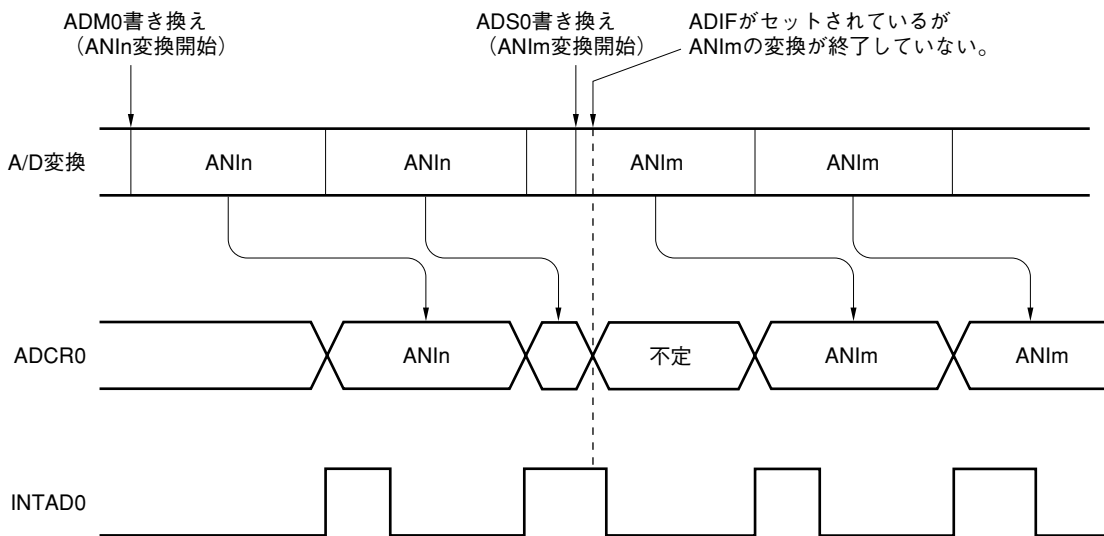 ADM0書き換え
（ANIn変換開始）
ADS0書き換え
（ANIm変換開始）
ADIFがセットされているが
ANImの変換が終了していない。
A/D変換
ANIn
ANIn
ANIm
ANIm
ADCR0
ANIn
不定
ANIm
ANIm
INTAD0